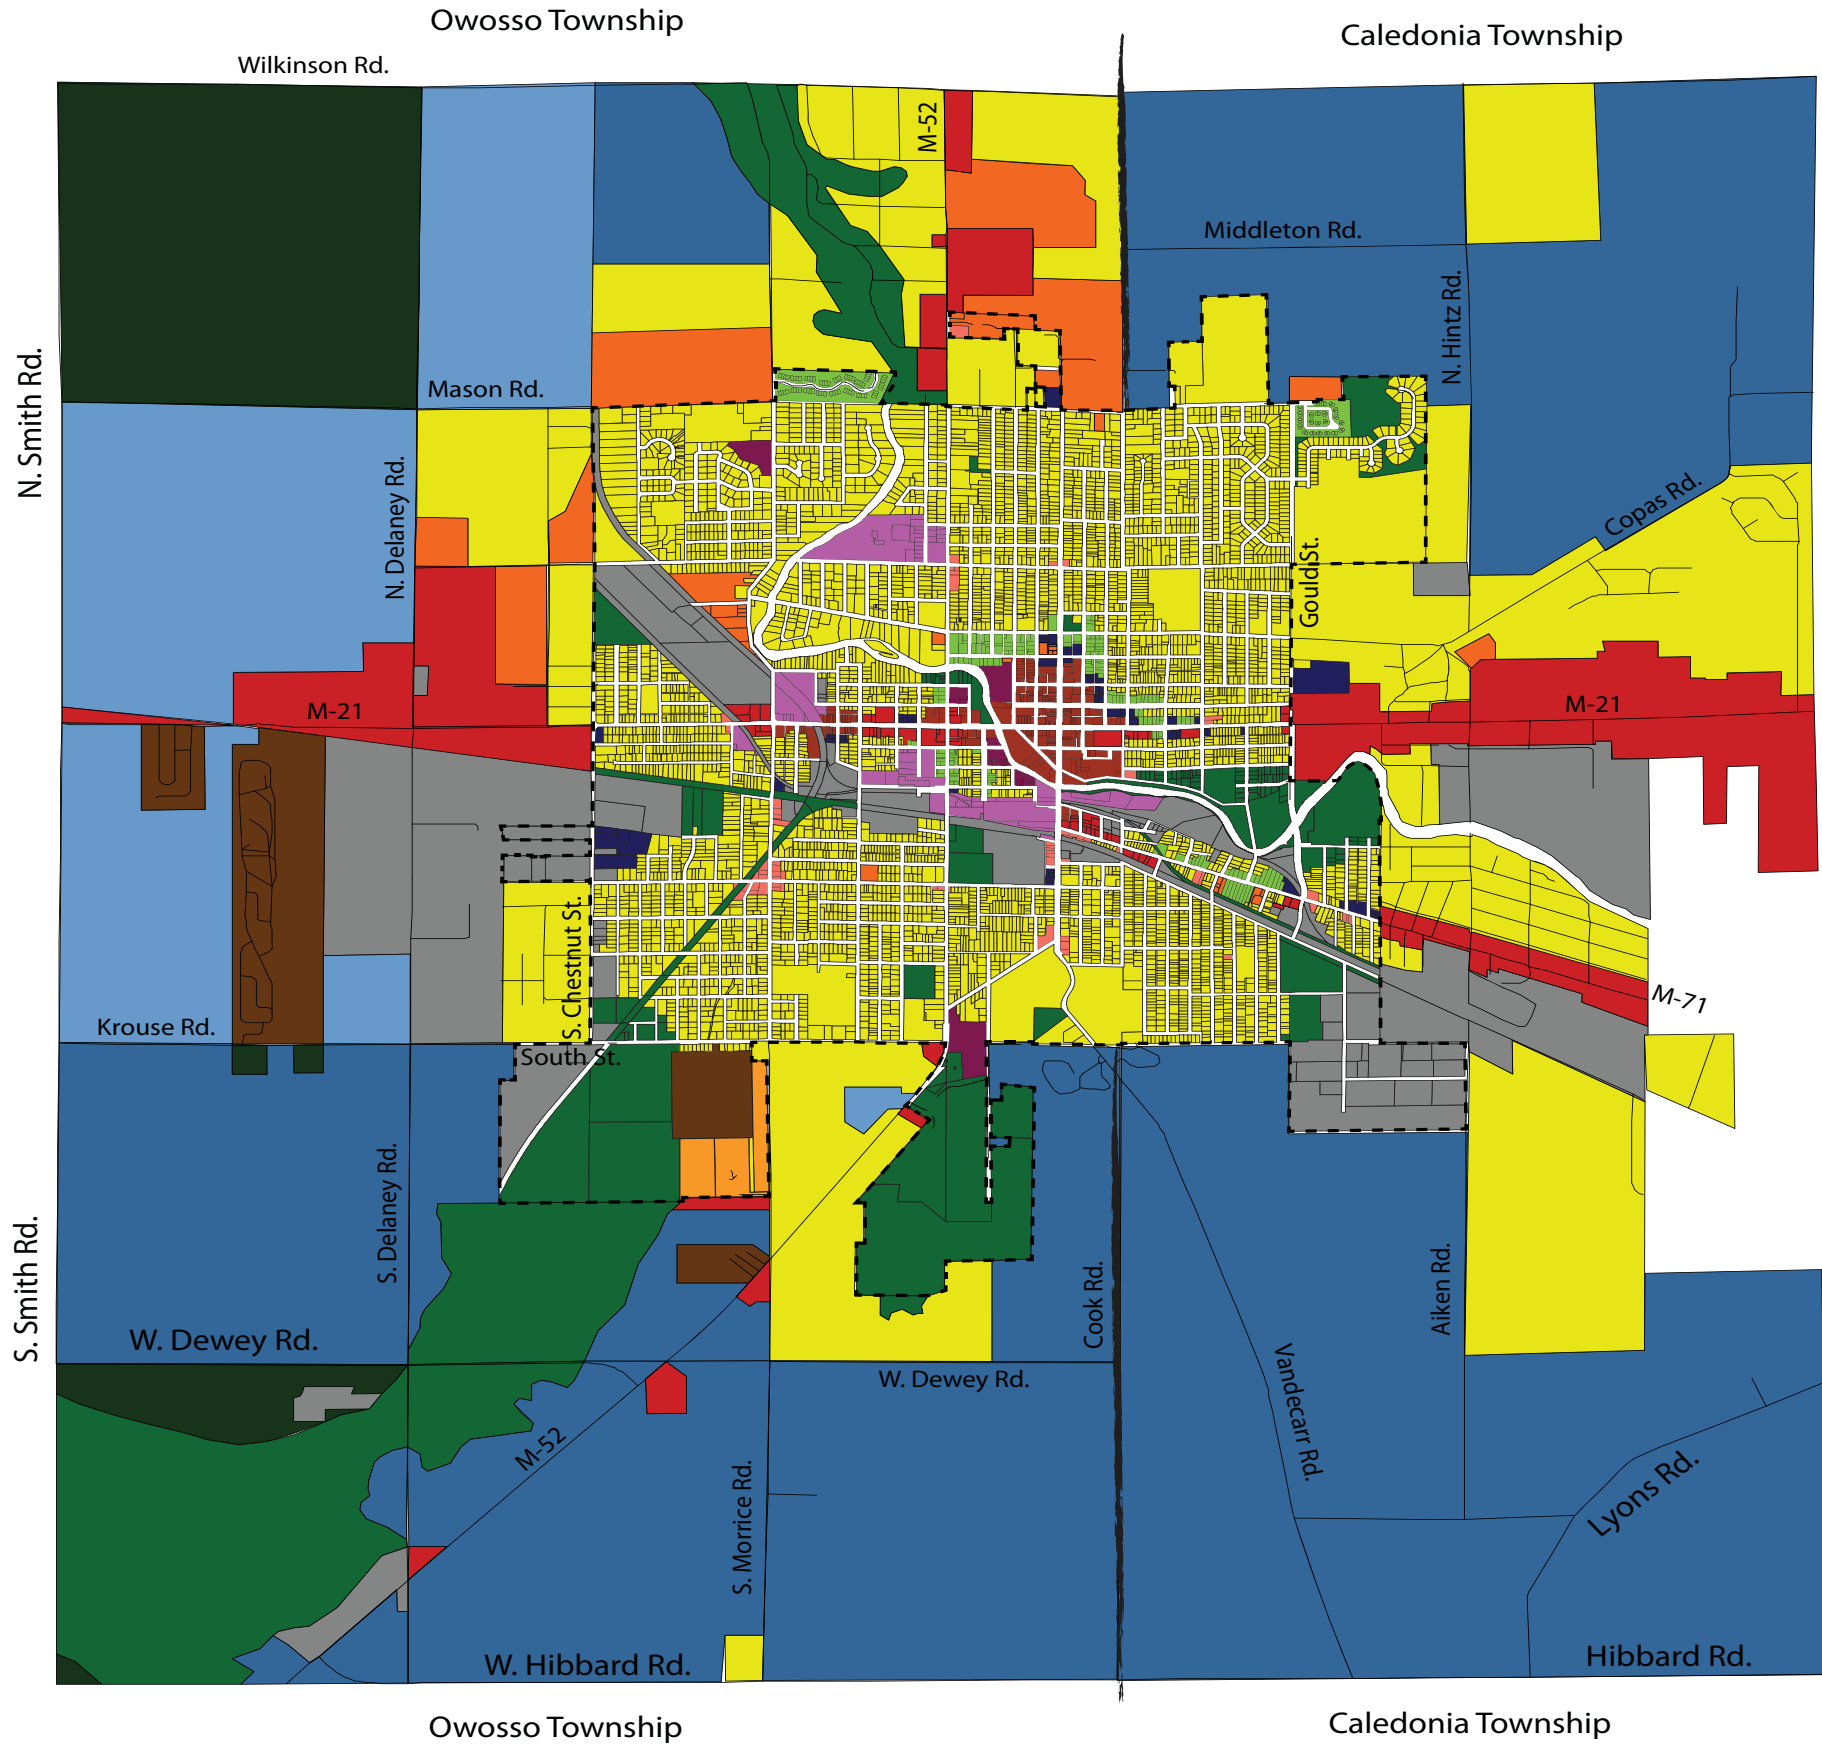 Owosso Township
Caledonia Township
Wilkinson Rd.
M-52
Middleton Rd.
N. Hintz Rd.
N. Smith Rd.
Mason Rd.
N. Delaney Rd.
Copas Rd.
Gould St.
M-21
M-21
S. Chestnut St.
M-71
Krouse Rd.
South St.
S. Delaney Rd.
S. Smith Rd.
Cook Rd.
Aiken Rd.
W. Dewey Rd.
W. Dewey Rd.
Vandecarr Rd.
M-52
S. Morrice Rd.
Lyons Rd.
W. Hibbard Rd.
Hibbard Rd.
Owosso Township
Caledonia Township